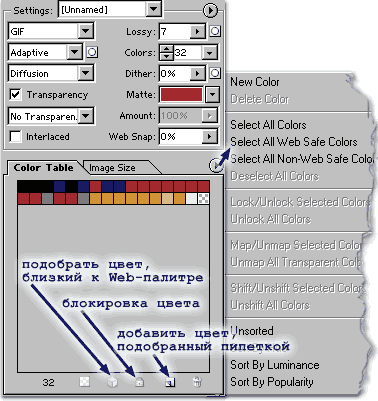 Settings: [Unnamed]
GIF
Lossy: 7
Adaptive
Colors: 32
Diffusion
Dither: 0%
Transparency
Matte:
No Transparen.
Amount: 100%
Interlaced
Web Snap: 0%
Color Table
Image Size
New Color
Delete Color
Select All Colors
Select All Web Safe Colors
Select All Non-Web Safe Colo
Deselect All Colors
Lock/Unlock Selected Colors
Unlock All Colors
Map/Unmap Selected Colors
Unmap All Transparent Colo
Shift/Unshift Selected Colors
Unshift All Colors
Unsorted
Sort By Luminance
Sort By Popularity
подобрать цвет,
близкий к Web-палитре
блокировка цвета
добавить цвет,
подобранный пипеткой
32